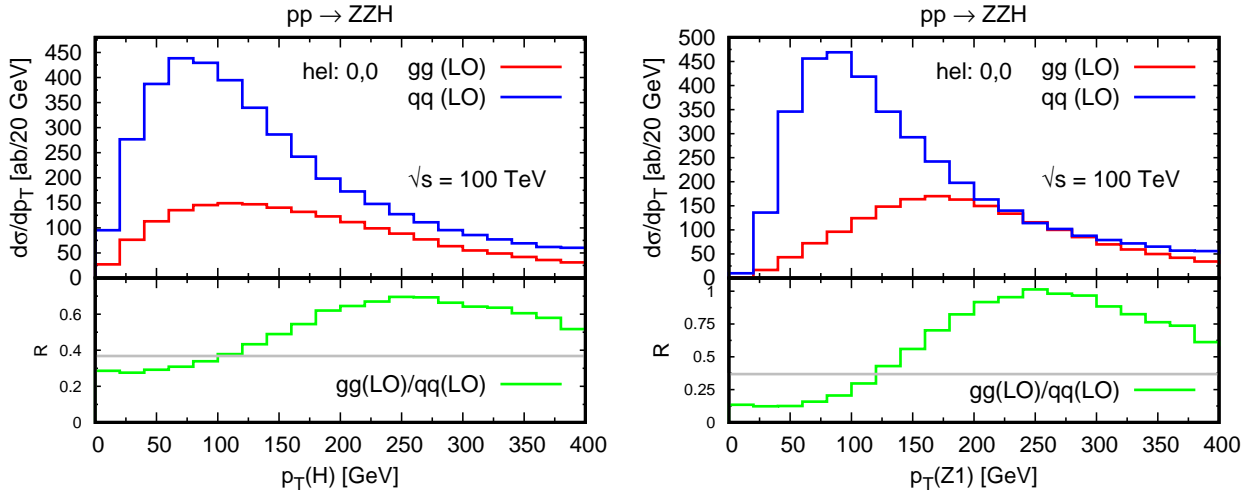 pp → ZZH
dσ/dp_T [ab/20 GeV]
450
400
350
300
250
200
150
100
50
0
hel: 0,0
gg (LO)
qq (LO)
√s = 100 TeV
R
0.6
0.4
0.2
0
gg(LO)/qq(LO)
0 50 100 150 200 250 300 350 400
p_T(H) [GeV]
pp → ZZH
dσ/dp_T [ab/20 GeV]
500
450
400
350
300
250
200
150
100
50
0
hel: 0,0
gg (LO)
qq (LO)
√s = 100 TeV
R
1
0.75
0.5
0.25
0
gg(LO)/qq(LO)
0 50 100 150 200 250 300 350 400
p_T(Z1) [GeV]